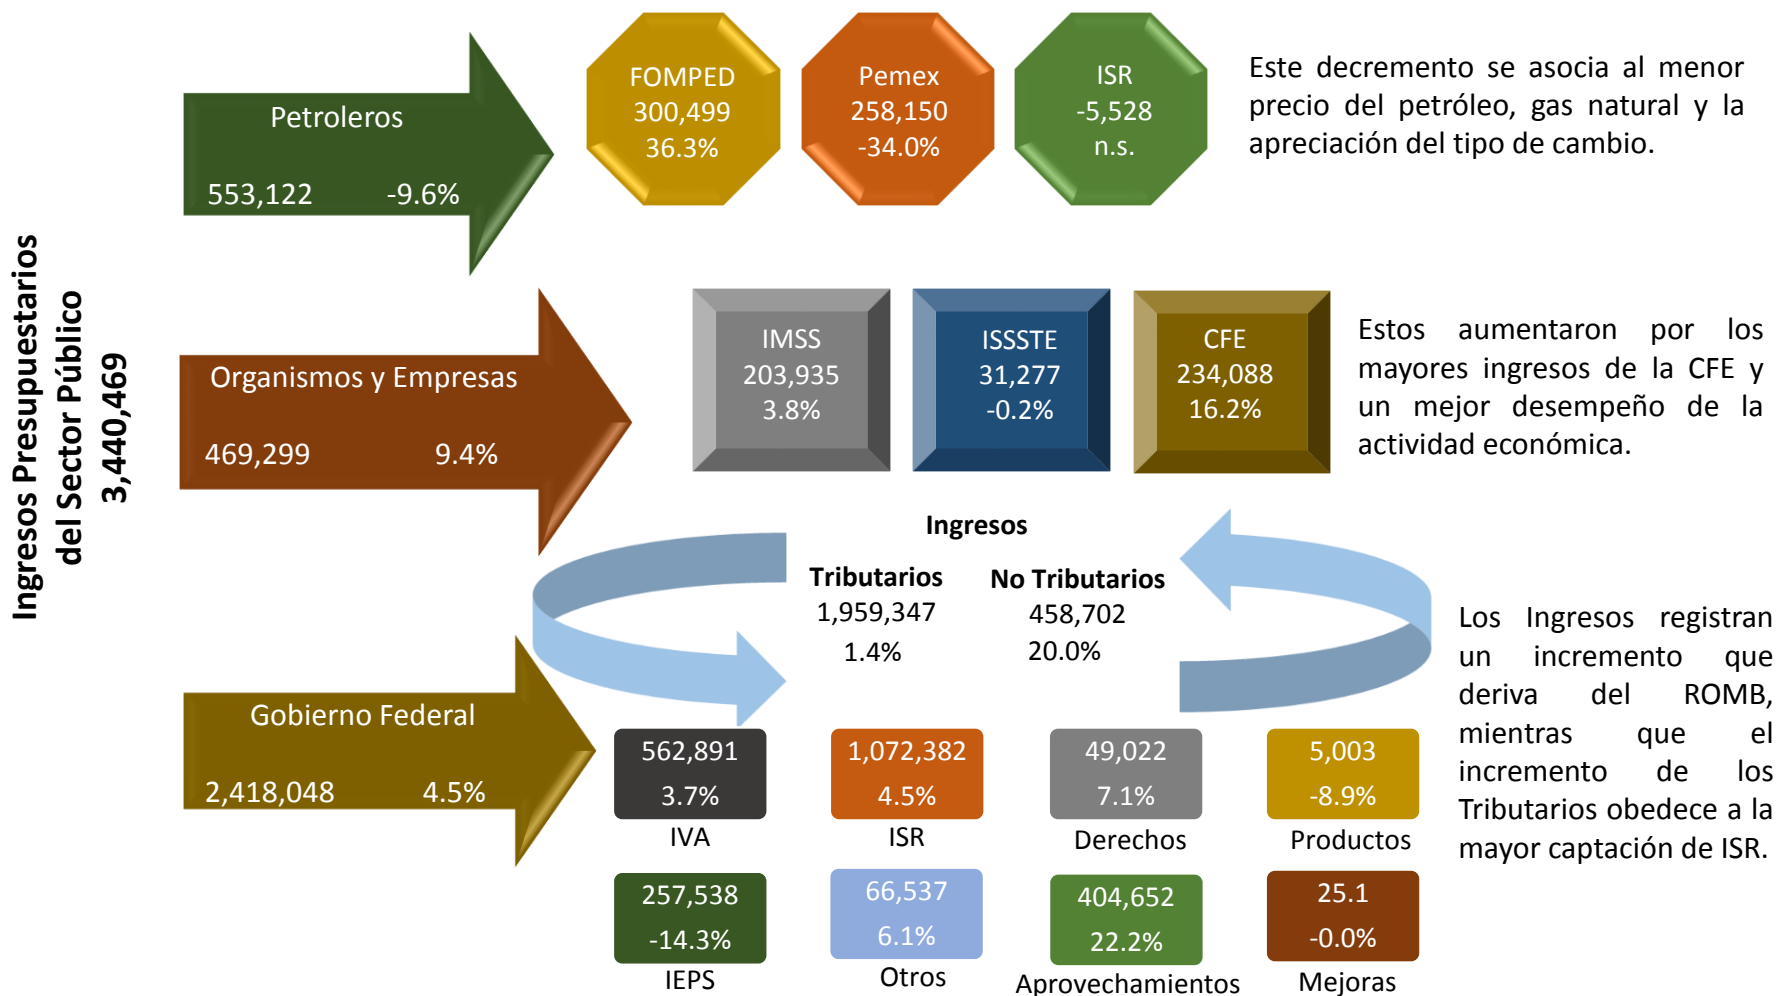 Ingresos Presupuestarios
del Sector Público
3,440,469
Petroleros
553,122 -9.6%
FOMPED
300,499
36.3%
Pemex
258,150
-34.0%
ISR
-5,528
n.s.
Este decremento se asocia al menor
precio del petróleo, gas natural y la
apreciación del tipo de cambio.
Organismos y Empresas
469,299 9.4%
IMSS
203,935
3.8%
ISSSTE
31,277
-0.2%
CFE
234,088
16.2%
Estos aumentaron por los
mayores ingresos de la CFE y
un mejor desempeño de la
actividad económica.
Gobierno Federal
2,418,048 4.5%
Ingresos
Tributarios
1,959,347
1.4%
No Tributarios
458,702
20.0%
562,891
3.7%
IVA
1,072,382
4.5%
ISR
49,022
7.1%
Derechos
5,003
-8.9%
Productos
257,538
-14.3%
IEPS
66,537
6.1%
Otros
404,652
22.2%
Aprovechamientos
25.1
-0.0%
Mejoras
Los Ingresos registran
un incremento que
deriva del ROMB,
mientras que el
incremento de los
Tributarios obedece a la
mayor captación de ISR.